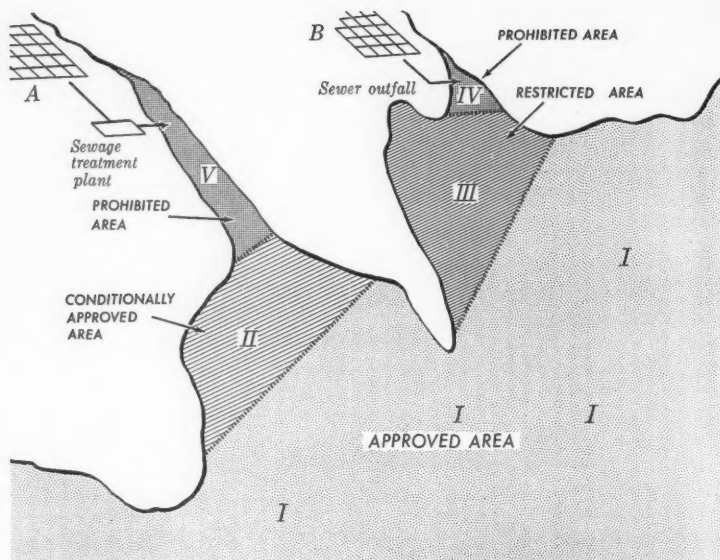 A
Sewage
treatment
plant
PROHIBITED
AREA
V
CONDITIONALLY
APPROVED
AREA
II
B
Sewer outfall
PROHIBITED AREA
IV
RESTRICTED AREA
III
I
I
I
APPROVED AREA
I